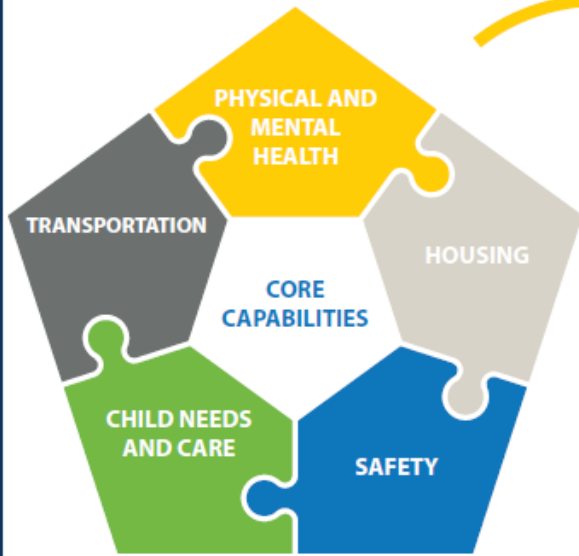 PHYSICAL AND
MENTAL
HEALTH
TRANSPORTATION
HOUSING
CORE
CAPABILITIES
CHILD NEEDS
AND CARE
SAFETY